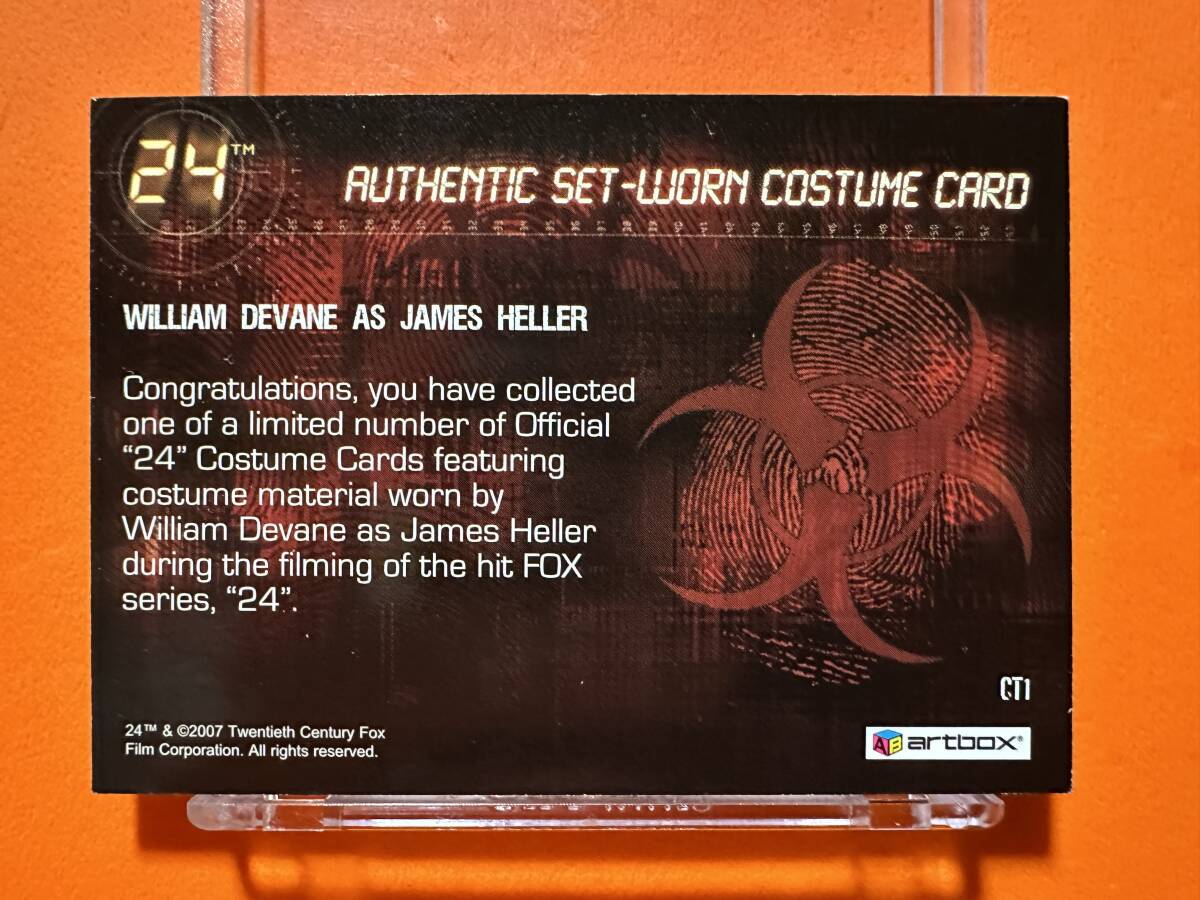 24™
AUTHENTIC SET-WORN COSTUME CARD
WILLIAM DEVANE AS JAMES HELLER
Congratulations, you have collected
one of a limited number of Official
“24” Costume Cards featuring
costume material worn by
William Devane as James Heller
during the filming of the hit FOX
series, “24”.
CT1
24™ & ©2007 Twentieth Century Fox
Film Corporation. All rights reserved.
AB artbox®